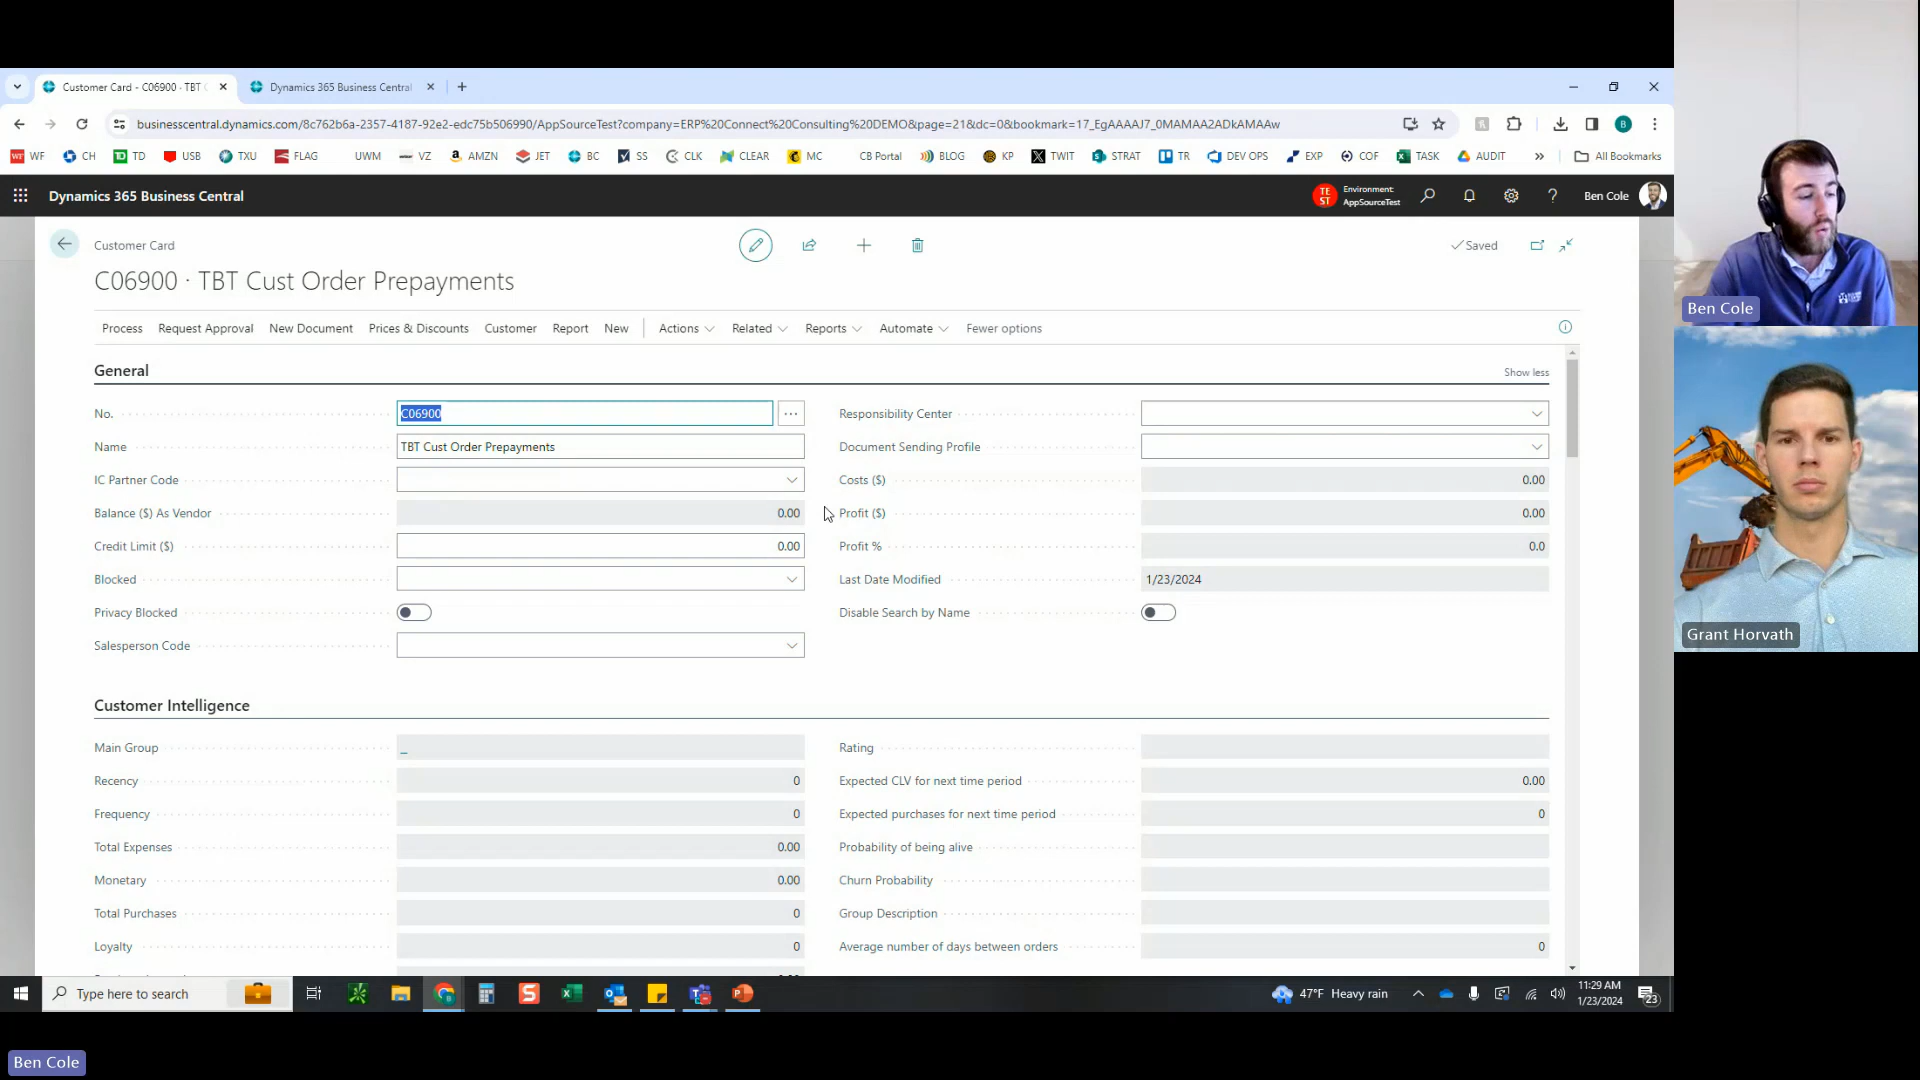 Customer Card - C06900 - TBT C
Dynamics 365 Business Central
businesscentral.dynamics.com/8c762b6a-2357-4187-92e2-edc75b506990/AppSourceTest?company=ERP%20Connect%20Consulting%20DEMO&page=21&dc=0&bookmark=17_EgAAAAJ7_0MAMAA2ADkAMAAw
B
WF CH TD USB TXU FLAG UWM VZ AMZN JET BC SS CLK CLEAR MC CB Portal BLOG KP TWIT STRAT TR DEV OPS EXP COF TASK AUDIT » All Bookmarks
Dynamics 365 Business Central
TE ST
Environment:
AppSourceTest
?
Ben Cole
Customer Card
Saved
C06900 · TBT Cust Order Prepayments
Process Request Approval New Document Prices & Discounts Customer Report New Actions Related Reports Automate Fewer options
General
Show less
No. C06900 ...
Responsibility Center
Name TBT Cust Order Prepayments
Document Sending Profile
IC Partner Code
Costs ($) 0.00
Balance ($) As Vendor 0.00
Profit ($) 0.00
Credit Limit ($) 0.00
Profit % 0.0
Blocked
Last Date Modified 1/23/2024
Privacy Blocked
Disable Search by Name
Salesperson Code
Customer Intelligence
Main Group _
Rating
Recency 0
Expected CLV for next time period 0.00
Frequency 0
Expected purchases for next time period 0
Total Expenses 0.00
Probability of being alive
Monetary 0.00
Churn Probability
Total Purchases 0
Group Description
Loyalty 0
Average number of days between orders 0
Type here to search
47°F Heavy rain
11:29 AM
1/23/2024
23
Ben Cole
Grant Horvath
Ben Cole